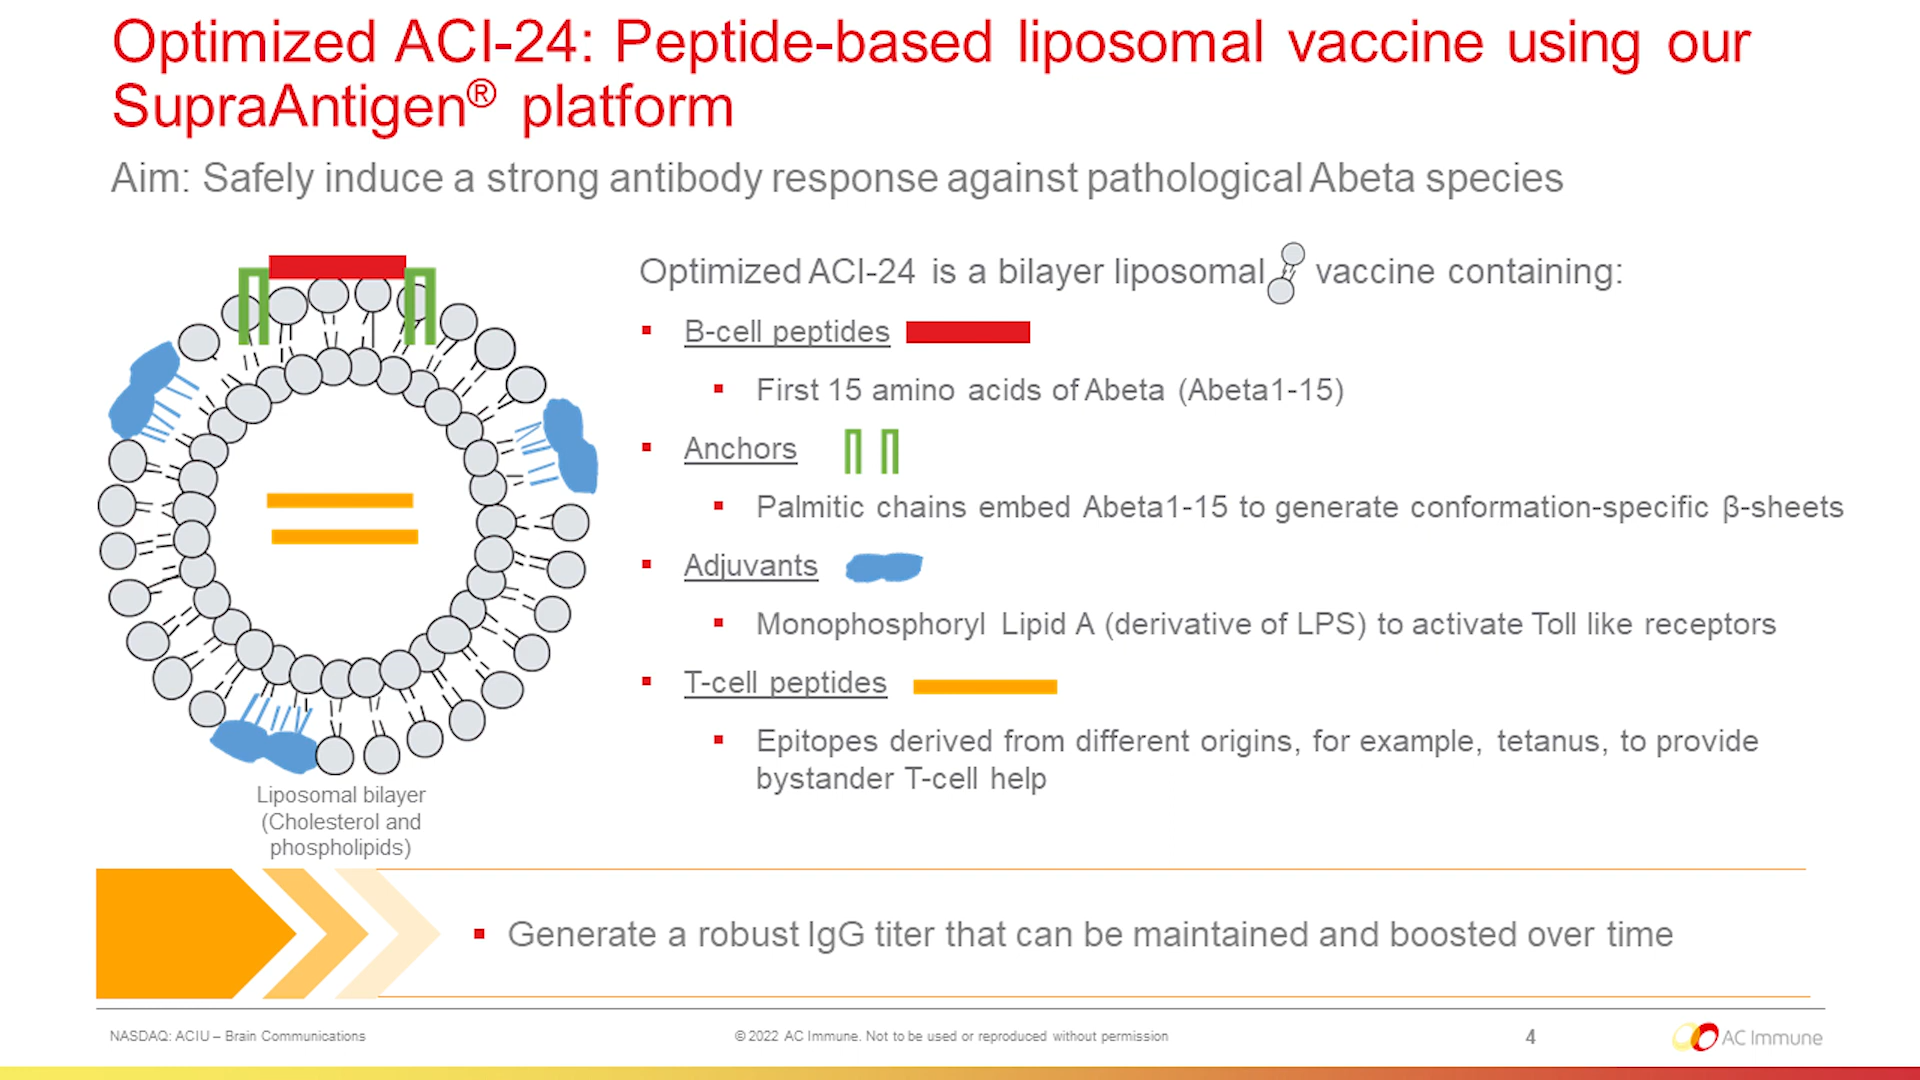 Optimized ACI-24: Peptide-based liposomal vaccine using our
SupraAntigen® platform
Aim: Safely induce a strong antibody response against pathological Abeta species
Optimized ACI-24 is a bilayer liposomal vaccine containing:
▪ B-cell peptides
▪ First 15 amino acids of Abeta (Abeta1-15)
▪ Anchors
▪ Palmitic chains embed Abeta1-15 to generate conformation-specific β-sheets
▪ Adjuvants
▪ Monophosphoryl Lipid A (derivative of LPS) to activate Toll like receptors
▪ T-cell peptides
▪ Epitopes derived from different origins, for example, tetanus, to provide
bystander T-cell help
Liposomal bilayer
(Cholesterol and
phospholipids)
▪ Generate a robust IgG titer that can be maintained and boosted over time
NASDAQ: ACIU – Brain Communications
© 2022 AC Immune. Not to be used or reproduced without permission
4
AC Immune